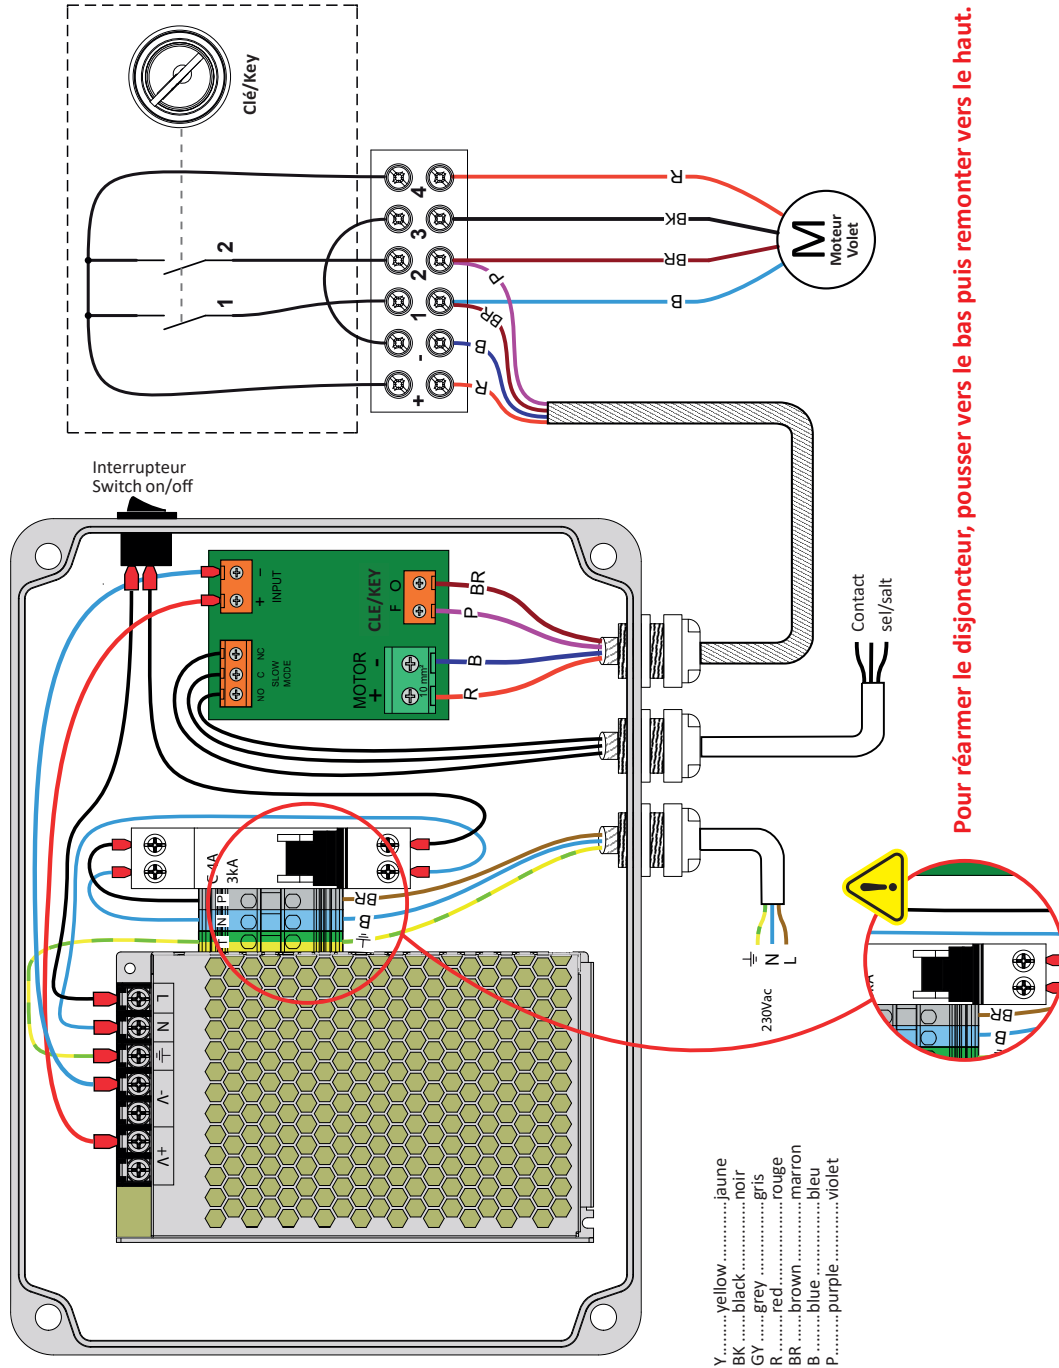 Clé/Key
1
2
+
-
1
2
3
4
R
B
BR
P
B
BR
BK
R
M
Moteur
Volet
Interrupteur
Switch on/off
+ -
INPUT
NO C NC
SLOW
MODE
CLE/KEY
F O
MOTOR
+ -
10 mm²
R
B
P
BR
Contact
sel/salt
C4A
3kA
T N P
BR
B
+V
-V
N
L
N
L
230Vac
BR
B
kA
Y ........ yellow ................ jaune
BK ...... black .................. noir
GY ...... grey ................... gris
R ........ red ..................... rouge
BR ...... brown ................ marron
B ........ blue ................... bleu
P ........ purple ............... violet
Pour réarmer le disjoncteur, pousser vers le bas puis remonter vers le haut.